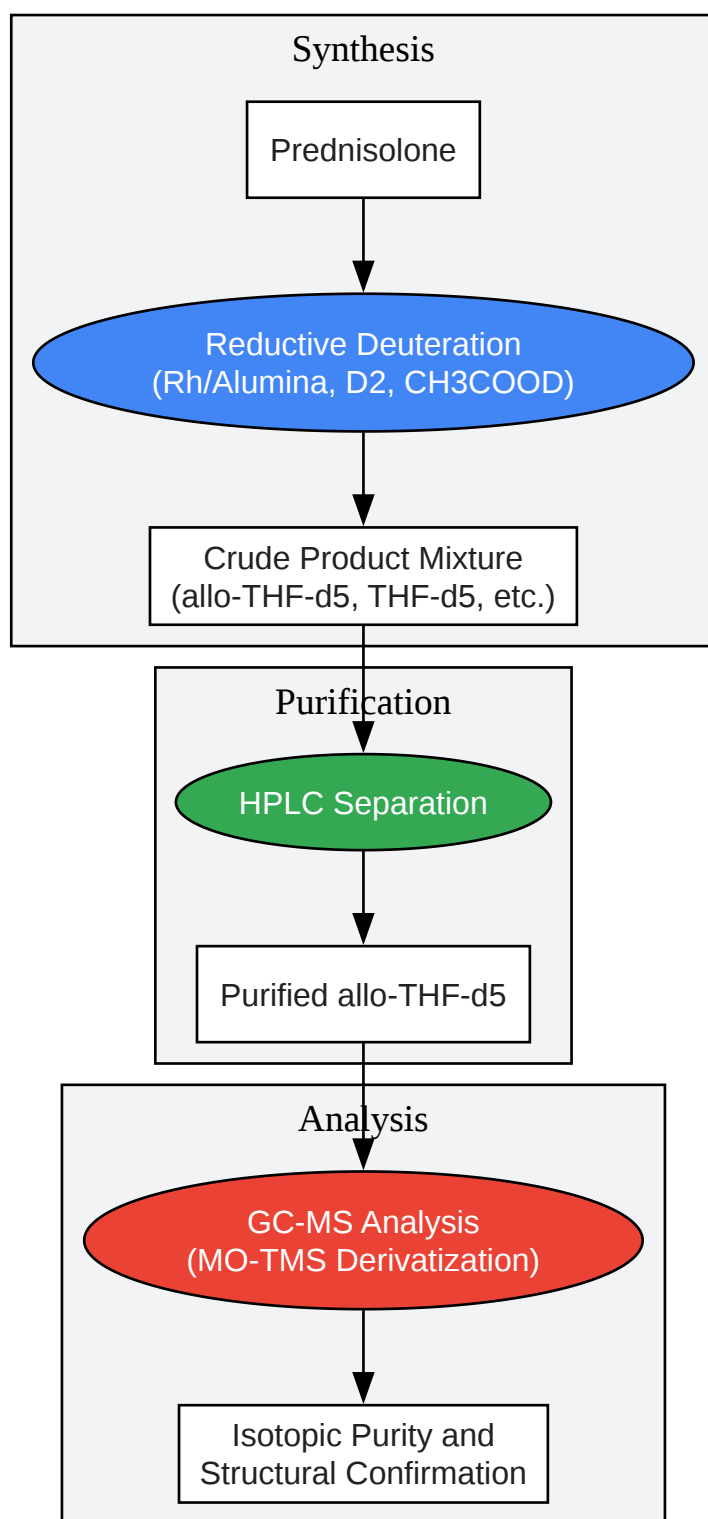 Synthesis
Prednisolone
Reductive Deuteration
(Rh/Alumina, D2, CH3COOD)
Crude Product Mixture
(allo-THF-d5, THF-d5, etc.)
Purification
HPLC Separation
Purified allo-THF-d5
Analysis
GC-MS Analysis
(MO-TMS Derivatization)
Isotopic Purity and
Structural Confirmation